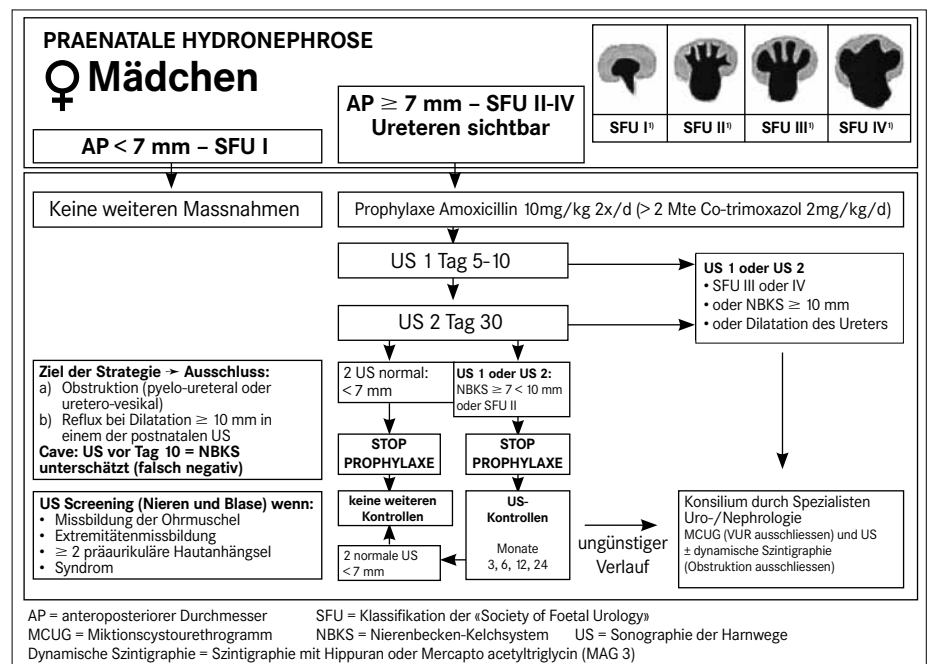 PRAENATALE HYDRONEPHROSE
♀ Mädchen
AP < 7 mm – SFU I
AP ≥ 7 mm – SFU II-IV
Ureteren sichtbar
SFU I¹⁾ SFU II¹⁾ SFU III¹⁾ SFU IV¹⁾
Keine weiteren Massnahmen
Prophylaxe Amoxicillin 10mg/kg 2x/d (> 2 Mte Co-trimoxazol 2mg/kg/d)
US 1 Tag 5-10
US 2 Tag 30
US 1 oder US 2
• SFU III oder IV
• oder NBKS ≥ 10 mm
• oder Dilatation des Ureters
Ziel der Strategie → Ausschluss:
a) Obstruktion (pyelo-ureteral oder
uretero-vesikal)
b) Reflux bei Dilatation ≥ 10 mm in
einem der postnatalen US
Cave: US vor Tag 10 = NBKS
unterschätzt (falsch negativ)
2 US normal:
< 7 mm
US 1 oder US 2:
NBKS ≥ 7 < 10 mm
oder SFU II
STOP
PROPHYLAXE
STOP
PROPHYLAXE
US Screening (Nieren und Blase) wenn:
• Missbildung der Ohrmuschel
• Extremitätenmissbildung
• ≥ 2 präaurikuläre Hautanhängsel
• Syndrom
keine weiteren
Kontrollen
2 normale US
< 7 mm
US-
Kontrollen
Monate
3, 6, 12, 24
ungünstiger
Verlauf
Konsilium durch Spezialisten
Uro-/Nephrologie
MCUG (VUR ausschliessen) und US
± dynamische Szintigraphie
(Obstruktion ausschliessen)
AP = anteroposteriorer Durchmesser SFU = Klassifikation der «Society of Foetal Urology»
MCUG = Miktionscystourethrogramm NBKS = Nierenbecken-Kelchsystem US = Sonographie der Harnwege
Dynamische Szintigraphie = Szintigraphie mit Hippuran oder Mercapto acetyltriglycin (MAG 3)